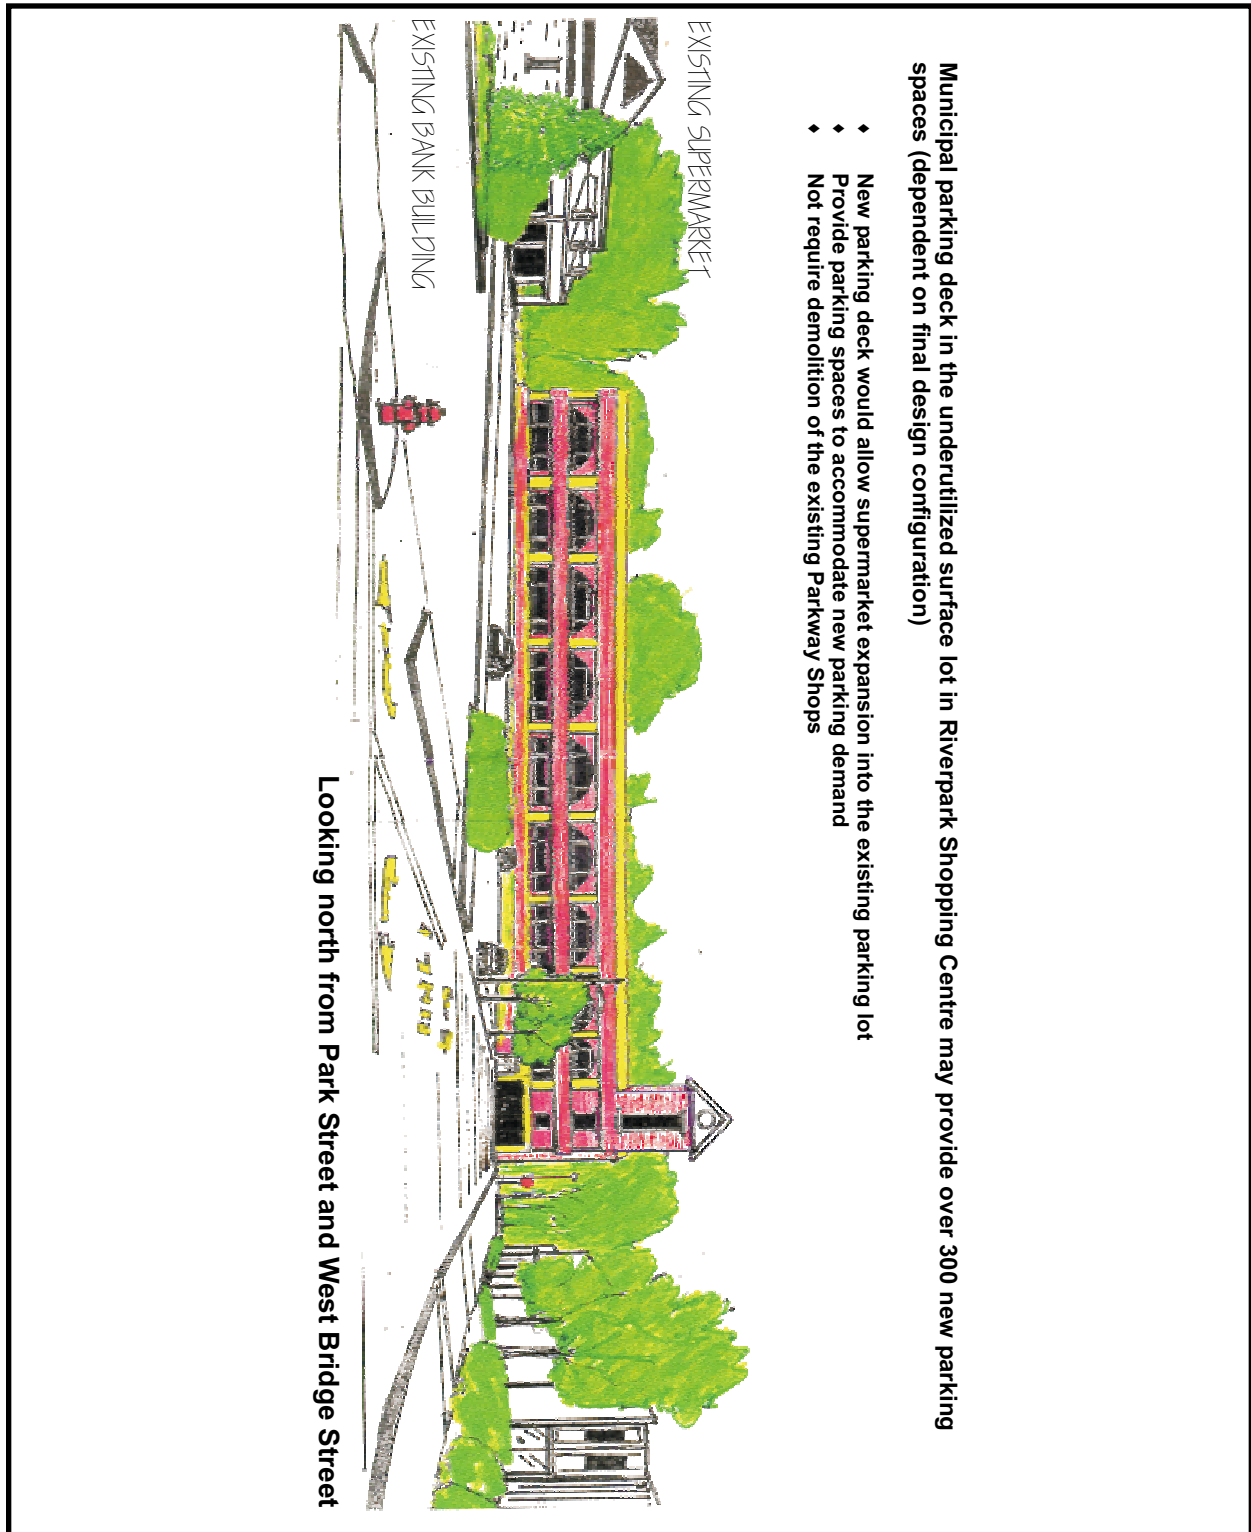 Municipal parking deck in the underutilized surface lot in Riverpark Shopping Centre may provide over 300 new parking
spaces (dependent on final design configuration)
♦ New parking deck would allow supermarket expansion into the existing parking lot
♦ Provide parking spaces to accommodate new parking demand
♦ Not require demolition of the existing Parkway Shops
EXISTING SUPERMARKET
EXISTING BANK BUILDING
Looking north from Park Street and West Bridge Street